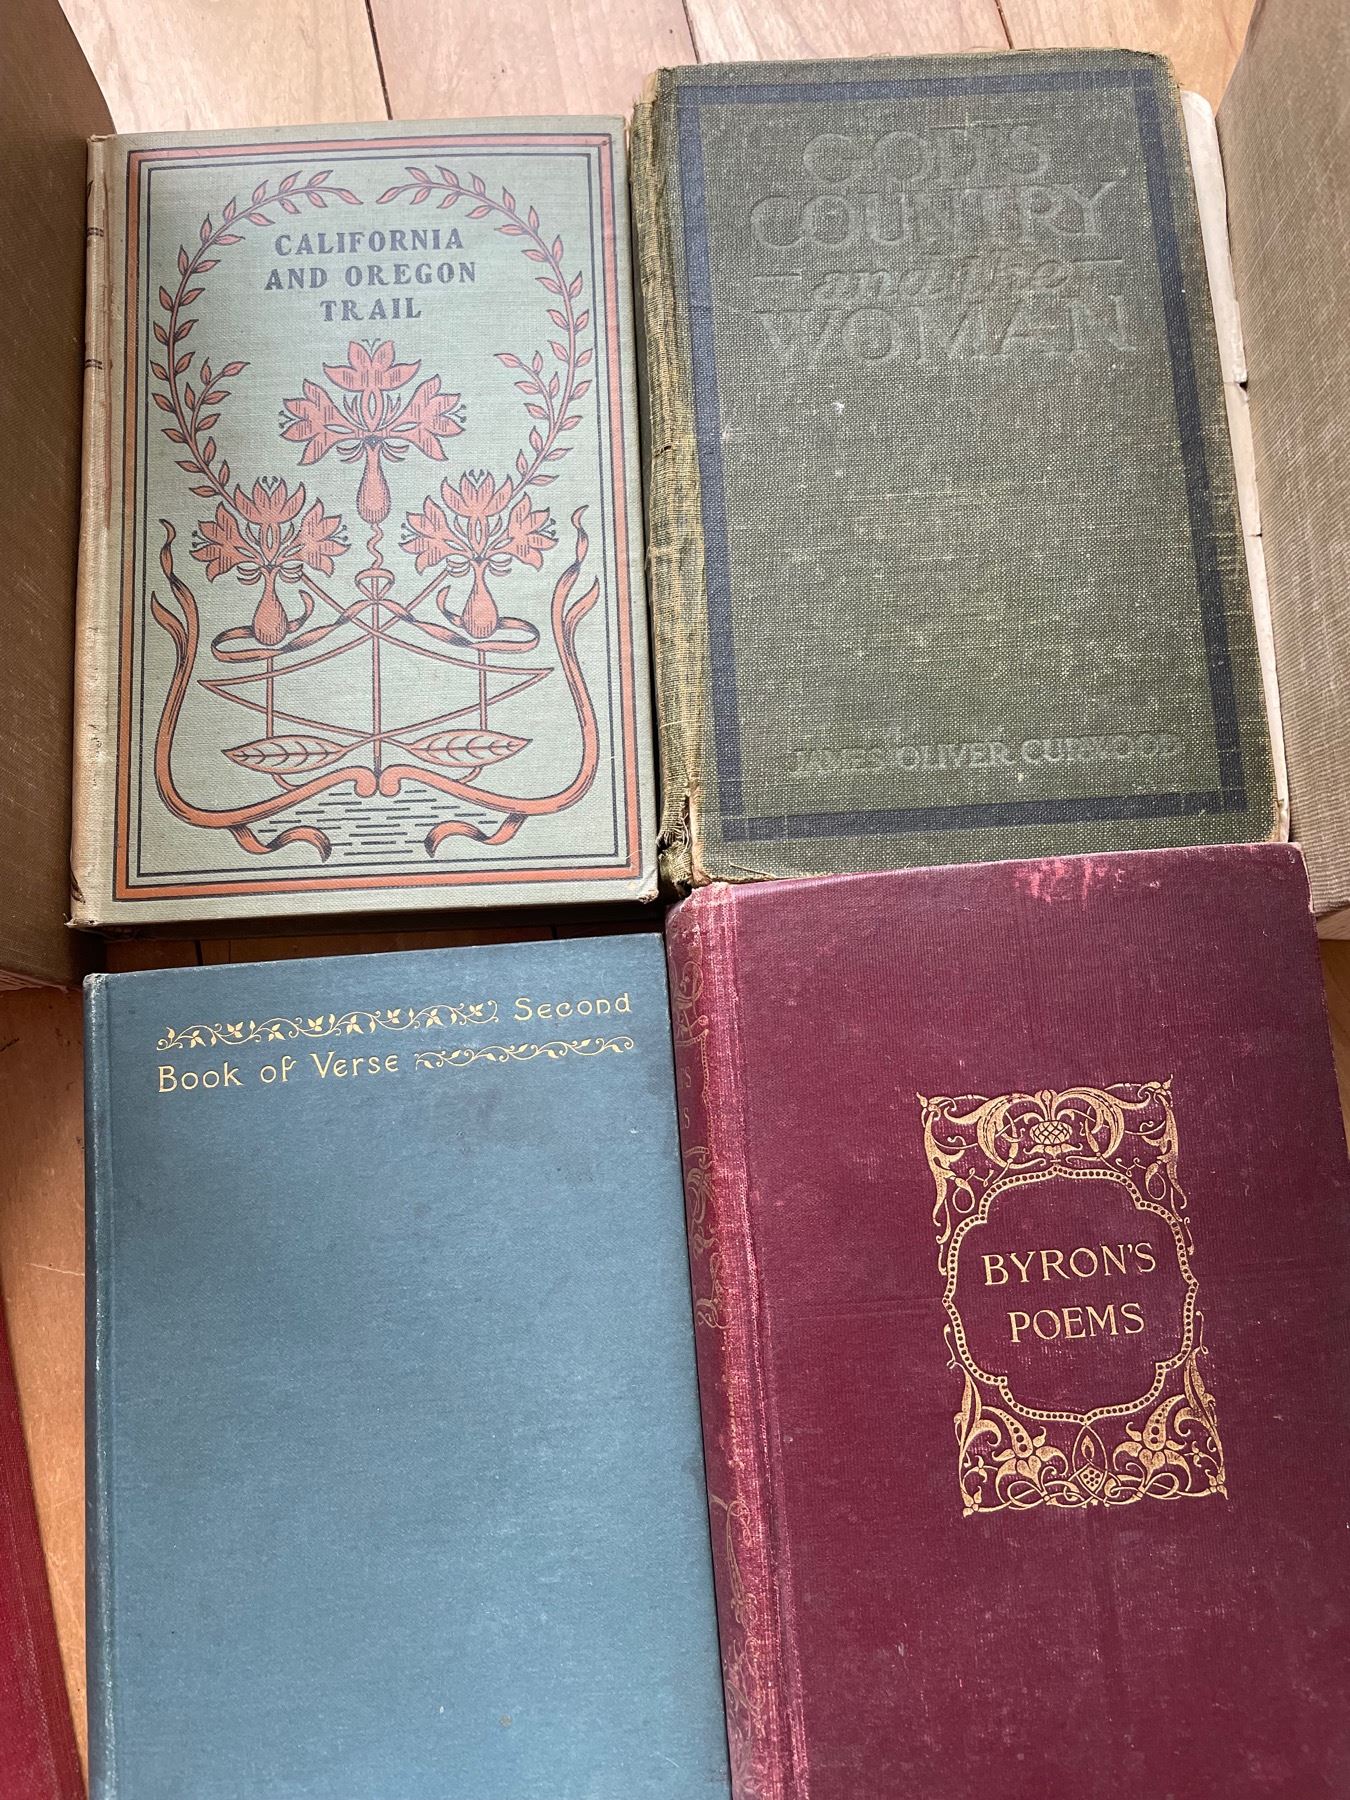 CALIFORNIA
AND OREGON
TRAIL
GOD'S
COUNTRY
and the
WOMAN
JAMES OLIVER CURWOOD
Second
Book of Verse
BYRON'S
POEMS